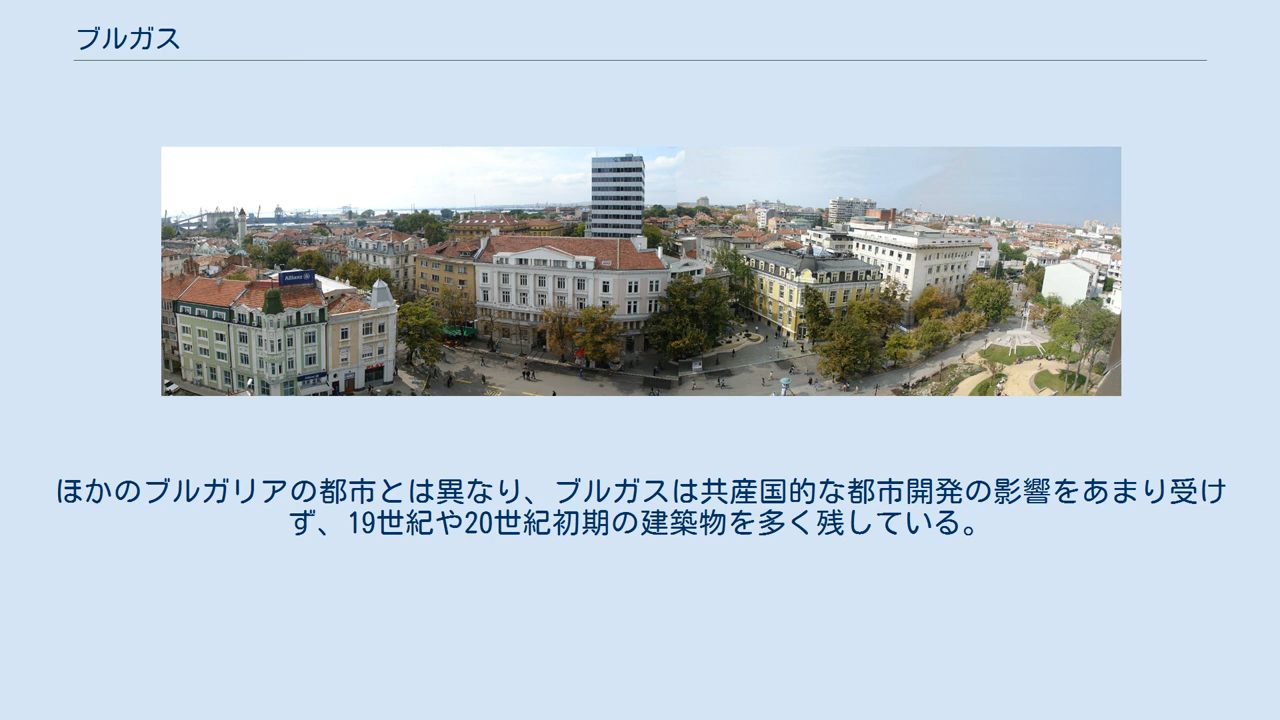 ブルガス
Allianz
ほかのブルガリアの都市とは異なり、ブルガスは共産国的な都市開発の影響をあまり受け
ず、19世紀や20世紀初期の建築物を多く残している。